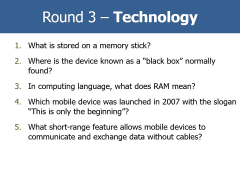 Round 3 – Technology
1. What is stored on a memory stick?
2. Where is the device known as a "black box" normally
found?
3. In computing language, what does RAM mean?
4. Which mobile device was launched in 2007 with the slogan
"This is only the beginning"?
5. What short-range feature allows mobile devices to
communicate and exchange data without cables?